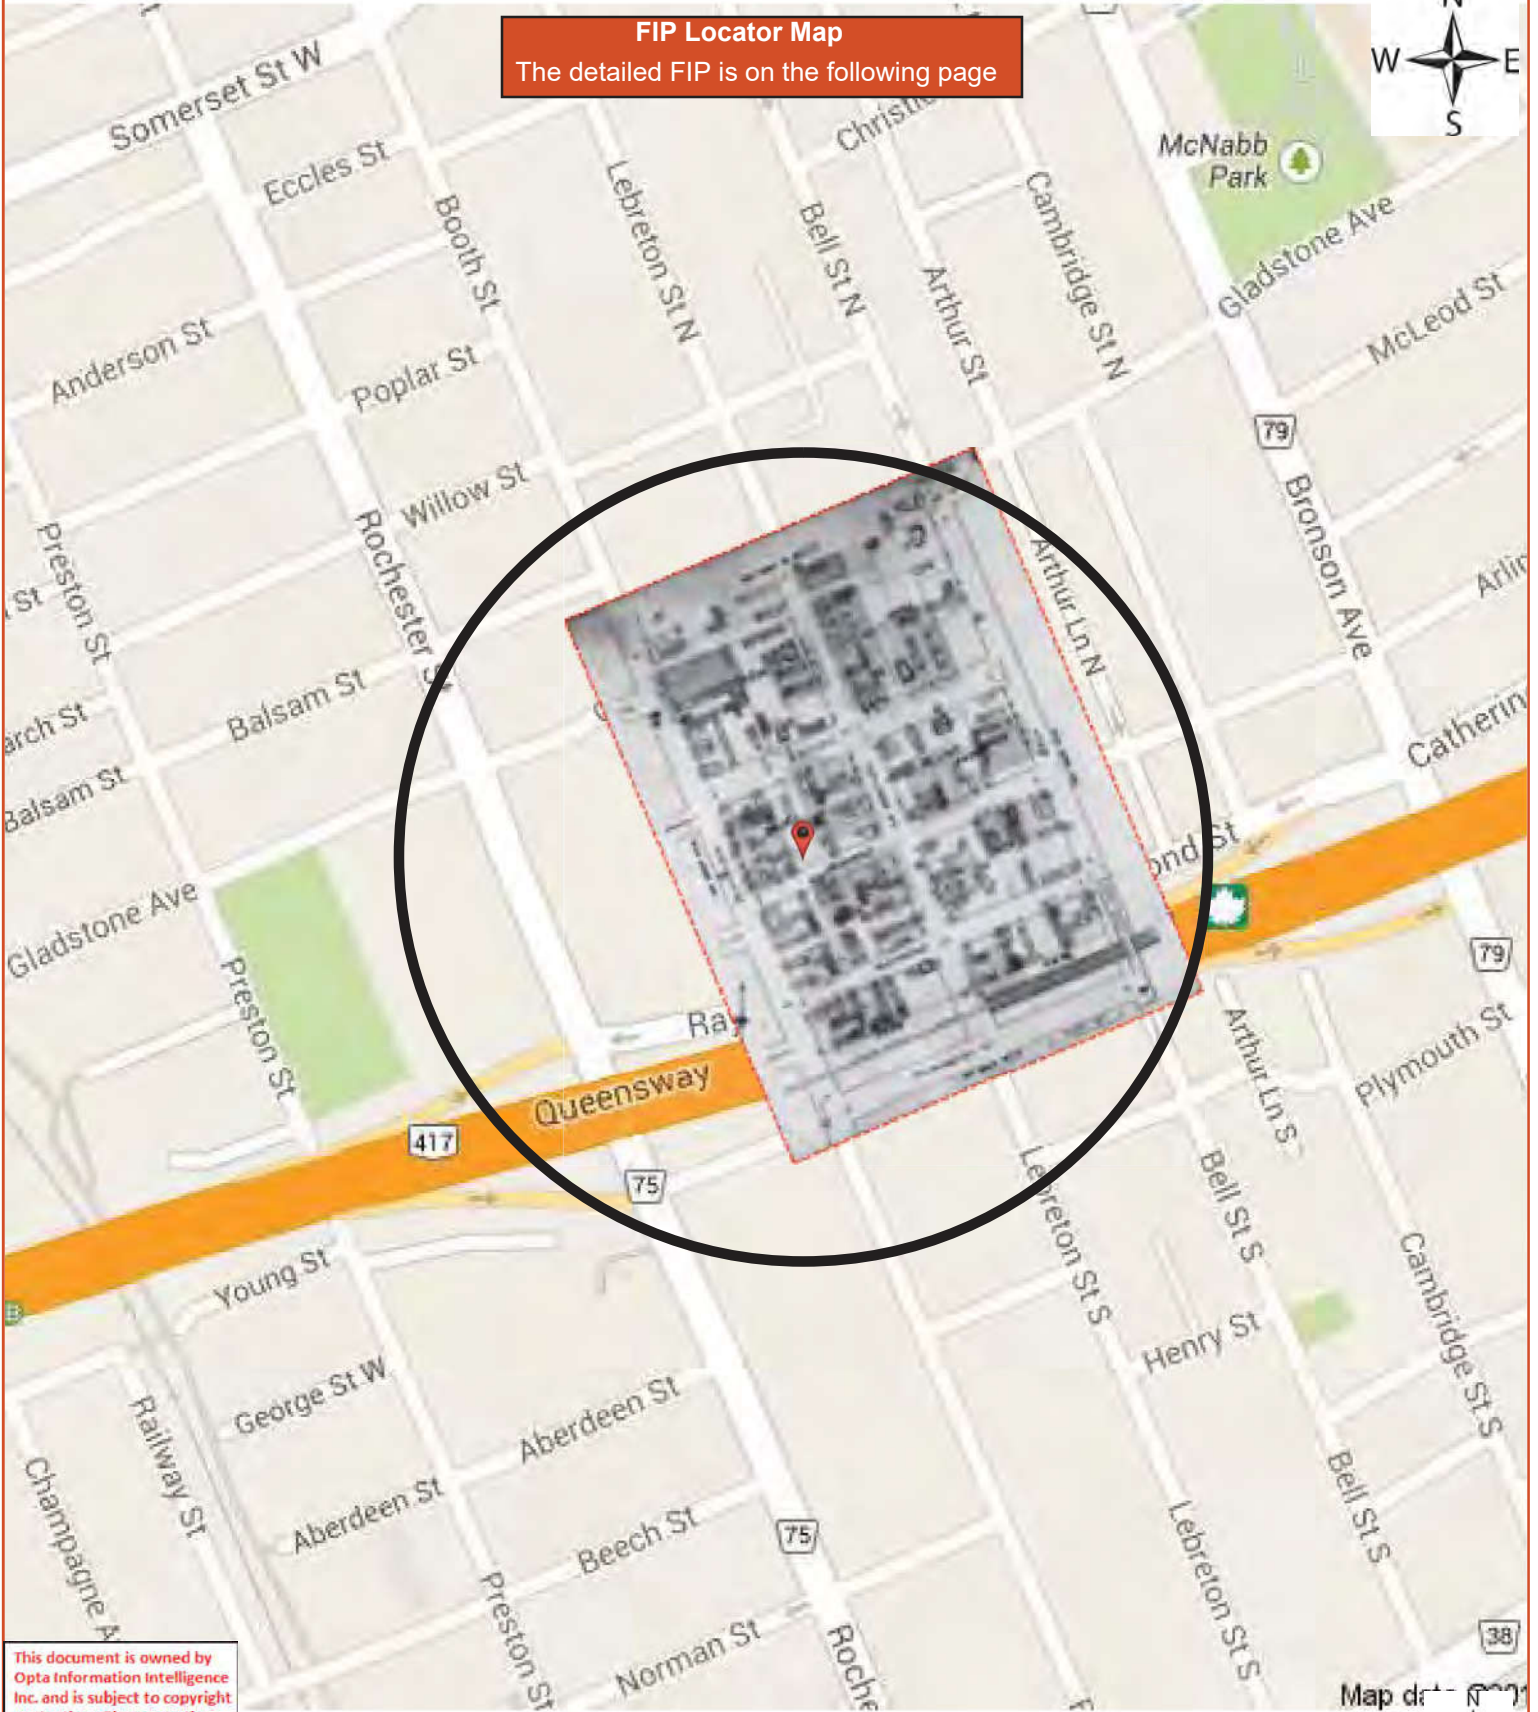 FIP Locator Map
The detailed FIP is on the following page
N
W
E
S
Somerset St W
Eccles St
Christie
McNabb
Park
Booth St
Lebreton St N
Bell St N
Arthur St
Cambridge St N
Gladstone Ave
McLeod St
Anderson St
Poplar St
79
Willow St
Preston St
Rochester St
Bronson Ave
Arthur Ln N
St
Balsam St
Balsam St
Gladstone Ave
Preston St
ond St
79
Ra
Queensway
417
75
Arthur Ln S
Plymouth St
Lebreton St S
Bell St S
Cambridge St S
Young St
Henry St
George St W
Aberdeen St
Aberdeen St
Railway St
Beech St
75
Champagne A
Preston St
Norman St
Roche
Lebreton St S
Bell St S
38
This document is owned by
Opta Information Intelligence
Inc. and is subject to copyright
Map data
N